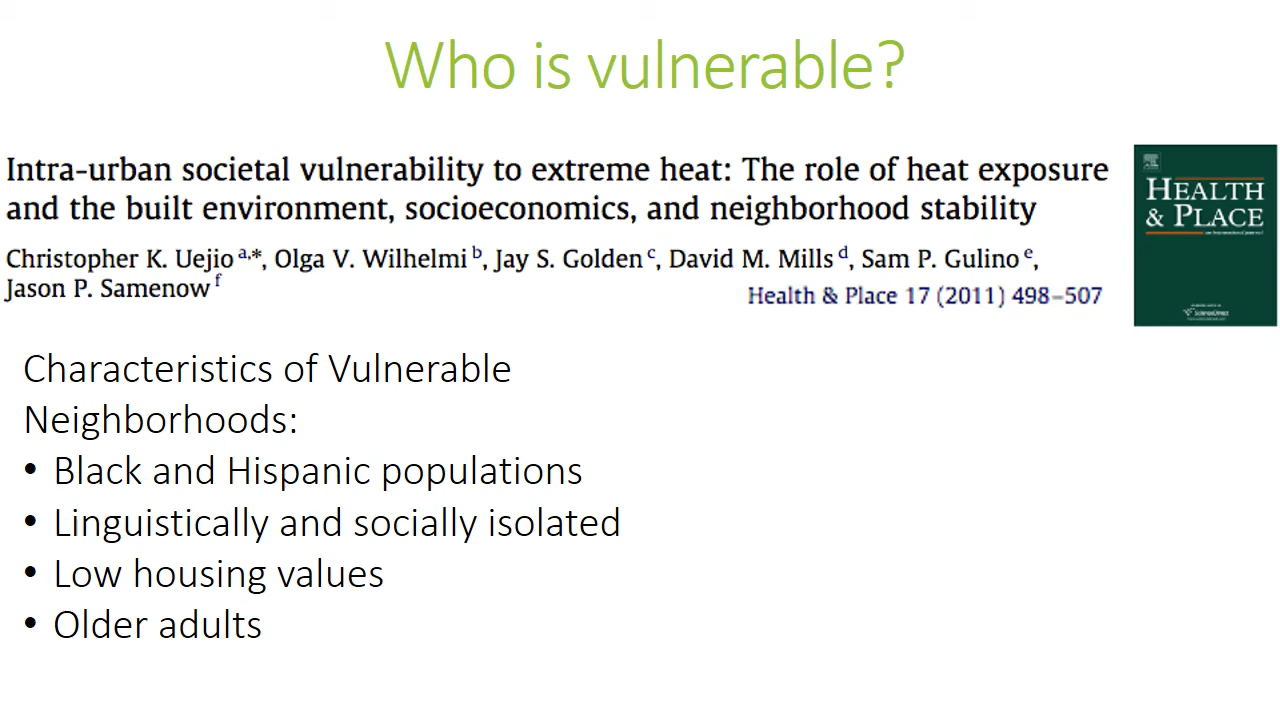 Who is vulnerable?
Intra-urban societal vulnerability to extreme heat: The role of heat exposure
and the built environment, socioeconomics, and neighborhood stability
Christopher K. Uejio a,*, Olga V. Wilhelmi b, Jay S. Golden c, David M. Mills d, Sam P. Gulino e,
Jason P. Samenow f
Health & Place 17 (2011) 498–507
HEALTH
& PLACE
ScienceDirect
Characteristics of Vulnerable
Neighborhoods:
• Black and Hispanic populations
• Linguistically and socially isolated
• Low housing values
• Older adults